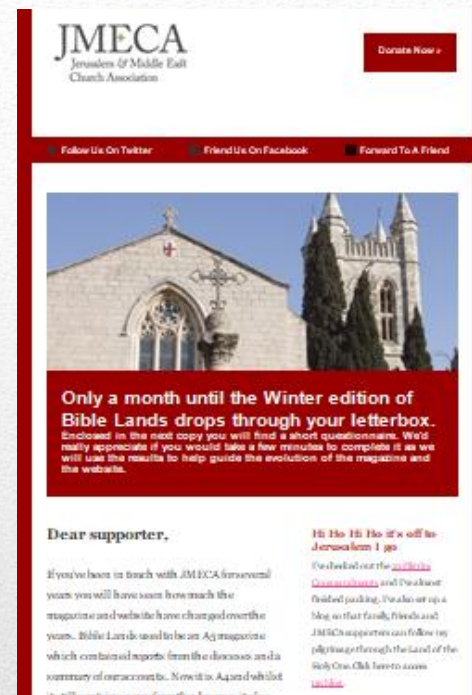 JMECA
Jerusalem & Middle East
Church Association
Donate Now »
Follow Us On Twitter
Friend Us On Facebook
Forward To A Friend
Only a month until the Winter edition of
Bible Lands drops through your letterbox.
Enclosed in the next copy you will find a short questionnaire. We'd
really appreciate if you would take a few minutes to complete it as we
will use the results to help guide the evolution of the magazine and
the website.
Dear supporter,
If you've been in touch with JMECA for several
years you will have seen how much the
magazine and website have changed over the
years. Bible Lands used to be an A5 magazine
which contained reports from the dioceses and a
summary of our accounts. Now it is A4 and whilst
Hi Ho Hi Ho it's off to
Jerusalem I go
I've checked out the
Commandments and I've almost
finished packing. I've also set up a
blog so that family, friends and
JMECA supporters can follow my
pilgrimage through the Land of the
Holy One. Click here to access